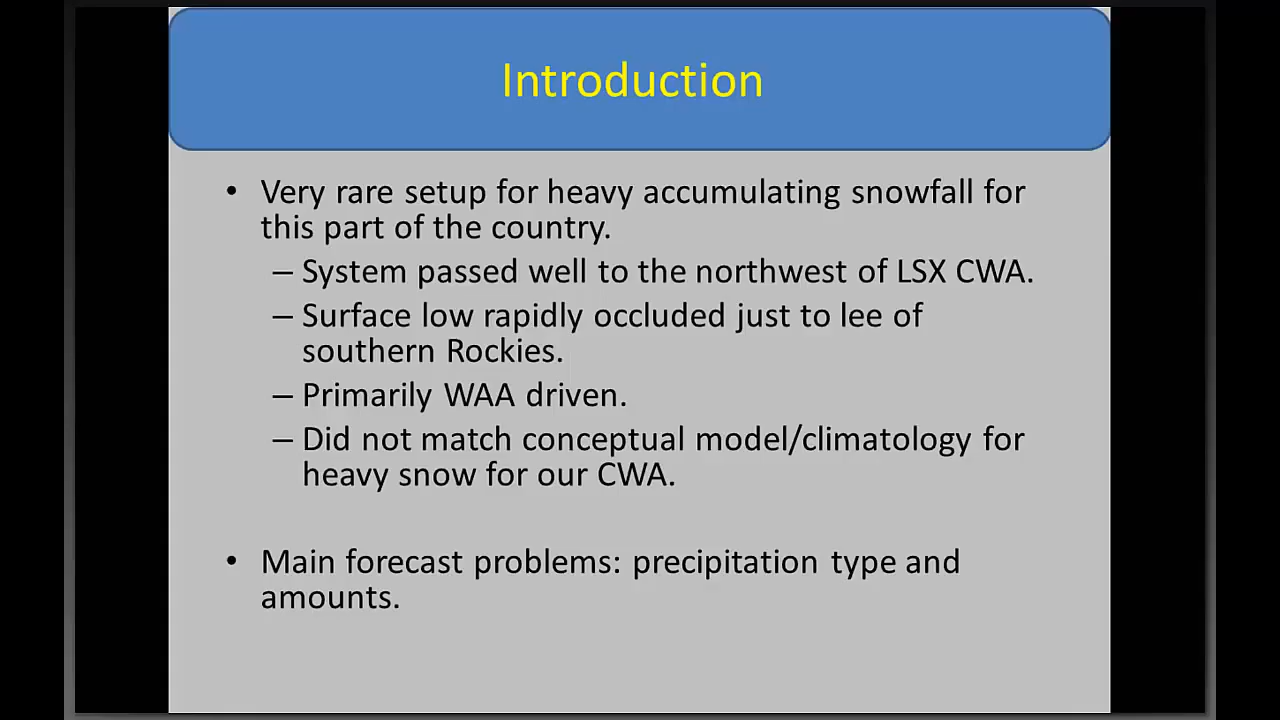 Introduction
• Very rare setup for heavy accumulating snowfall for
this part of the country.
– System passed well to the northwest of LSX CWA.
– Surface low rapidly occluded just to lee of
southern Rockies.
– Primarily WAA driven.
– Did not match conceptual model/climatology for
heavy snow for our CWA.
• Main forecast problems: precipitation type and
amounts.